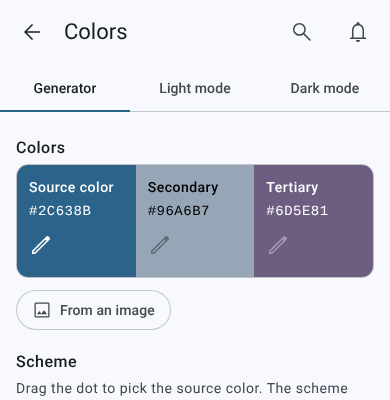 Colors
Generator
Light mode
Dark mode
Colors
Source color
#2C638B
Secondary
#96A6B7
Tertiary
#6D5E81
From an image
Scheme
Drag the dot to pick the source color. The scheme